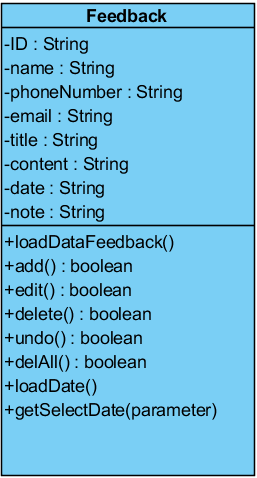 Feedback
-ID : String
-name : String
-phoneNumber : String
-email : String
-title : String
-content : String
-date : String
-note : String
+loadDataFeedback()
+add() : boolean
+edit() : boolean
+delete() : boolean
+undo() : boolean
+delAll() : boolean
+loadDate()
+getSelectDate(parameter)